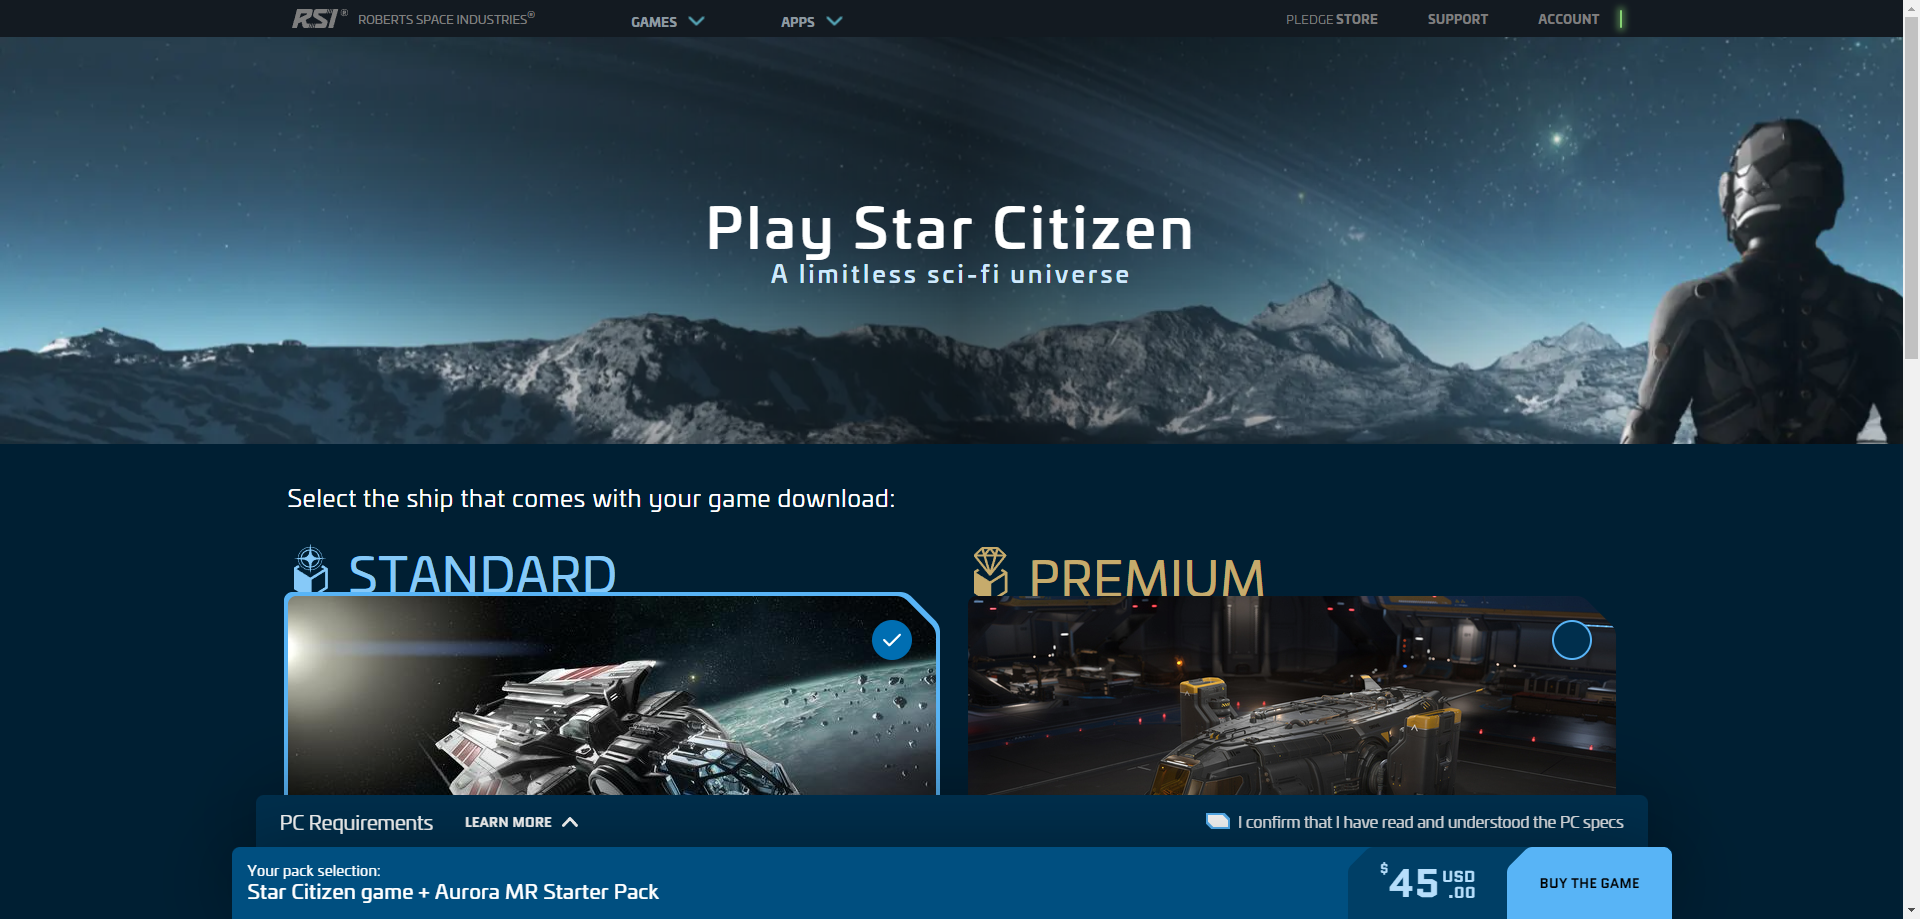 RSI® ROBERTS SPACE INDUSTRIES®
GAMES
APPS
PLEDGE STORE
SUPPORT
ACCOUNT
Play Star Citizen
A limitless sci-fi universe
Select the ship that comes with your game download:
STANDARD
PREMIUM
PC Requirements
LEARN MORE
I confirm that I have read and understood the PC specs
Your pack selection:
Star Citizen game + Aurora MR Starter Pack
$45 USD
.00
BUY THE GAME